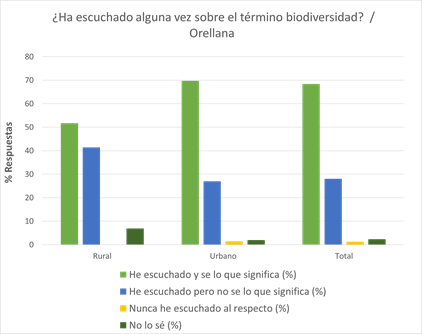 ¿Ha escuchado alguna vez sobre el término biodiversidad? /
Orellana
% Respuestas
80
70
60
50
40
30
20
10
0
Rural
Urbano
Total
He escuchado y se lo que significa (%)
He escuchado pero no se lo que significa (%)
Nunca he escuchado al respecto (%)
No lo sé (%)